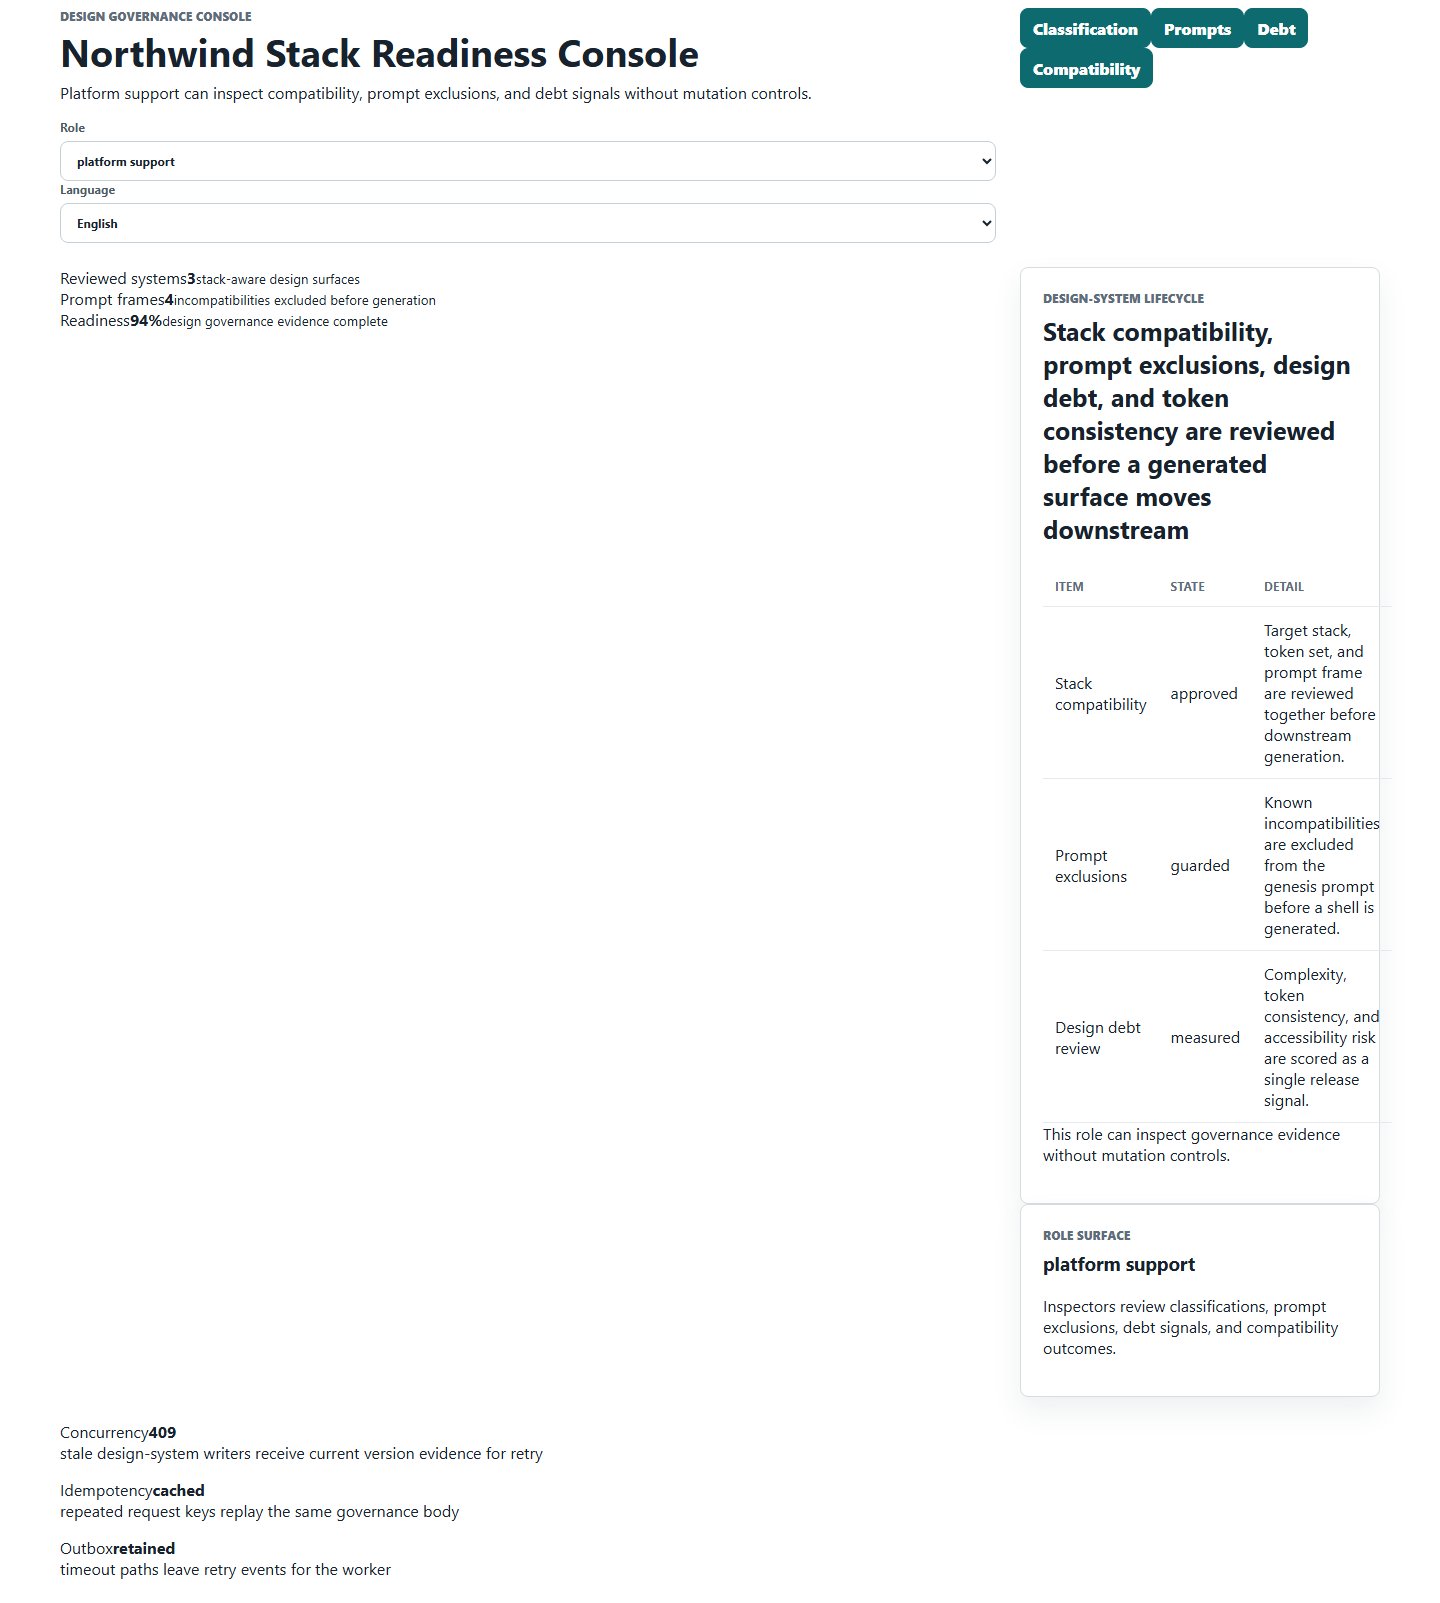 DESIGN GOVERNANCE CONSOLE
Northwind Stack Readiness Console
Platform support can inspect compatibility, prompt exclusions, and debt signals without mutation controls.
Role
platform support
Language
English
Classification
Prompts
Debt
Compatibility
Reviewed systems3stack-aware design surfaces
Prompt frames4incompatibilities excluded before generation
Readiness94%design governance evidence complete
DESIGN-SYSTEM LIFECYCLE
Stack compatibility,
prompt exclusions, design
debt, and token
consistency are reviewed
before a generated
surface moves
downstream
ITEM
STATE
DETAIL
Stack
compatibility
approved
Target stack,
token set, and
prompt frame
are reviewed
together before
downstream
generation.
Prompt
exclusions
guarded
Known
incompatibilities
are excluded
from the
genesis prompt
before a shell is
generated.
Design debt
review
measured
Complexity,
token
consistency, and
accessibility risk
are scored as a
single release
signal.
This role can inspect governance evidence
without mutation controls.
ROLE SURFACE
platform support
Inspectors review classifications, prompt
exclusions, debt signals, and compatibility
outcomes.
Concurrency409
stale design-system writers receive current version evidence for retry
Idempotencycached
repeated request keys replay the same governance body
Outboxretained
timeout paths leave retry events for the worker